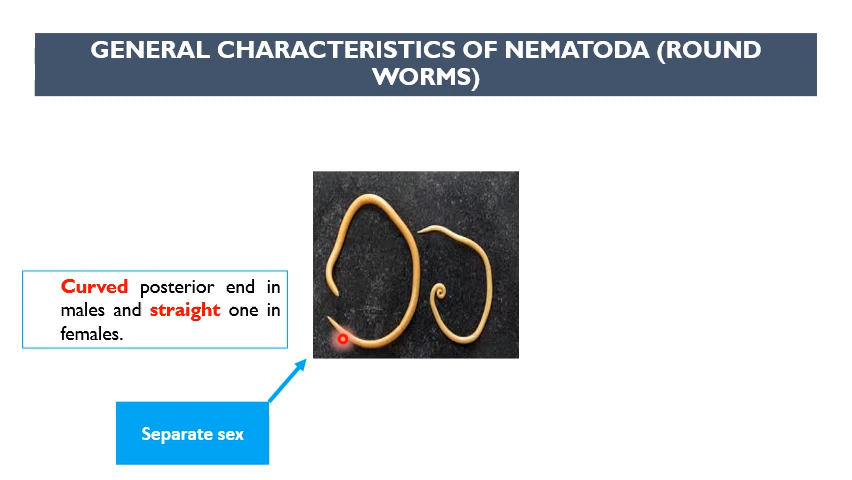 GENERAL CHARACTERISTICS OF NEMATODA (ROUND
WORMS)
Curved posterior end in
males and straight one in
females.
Separate sex